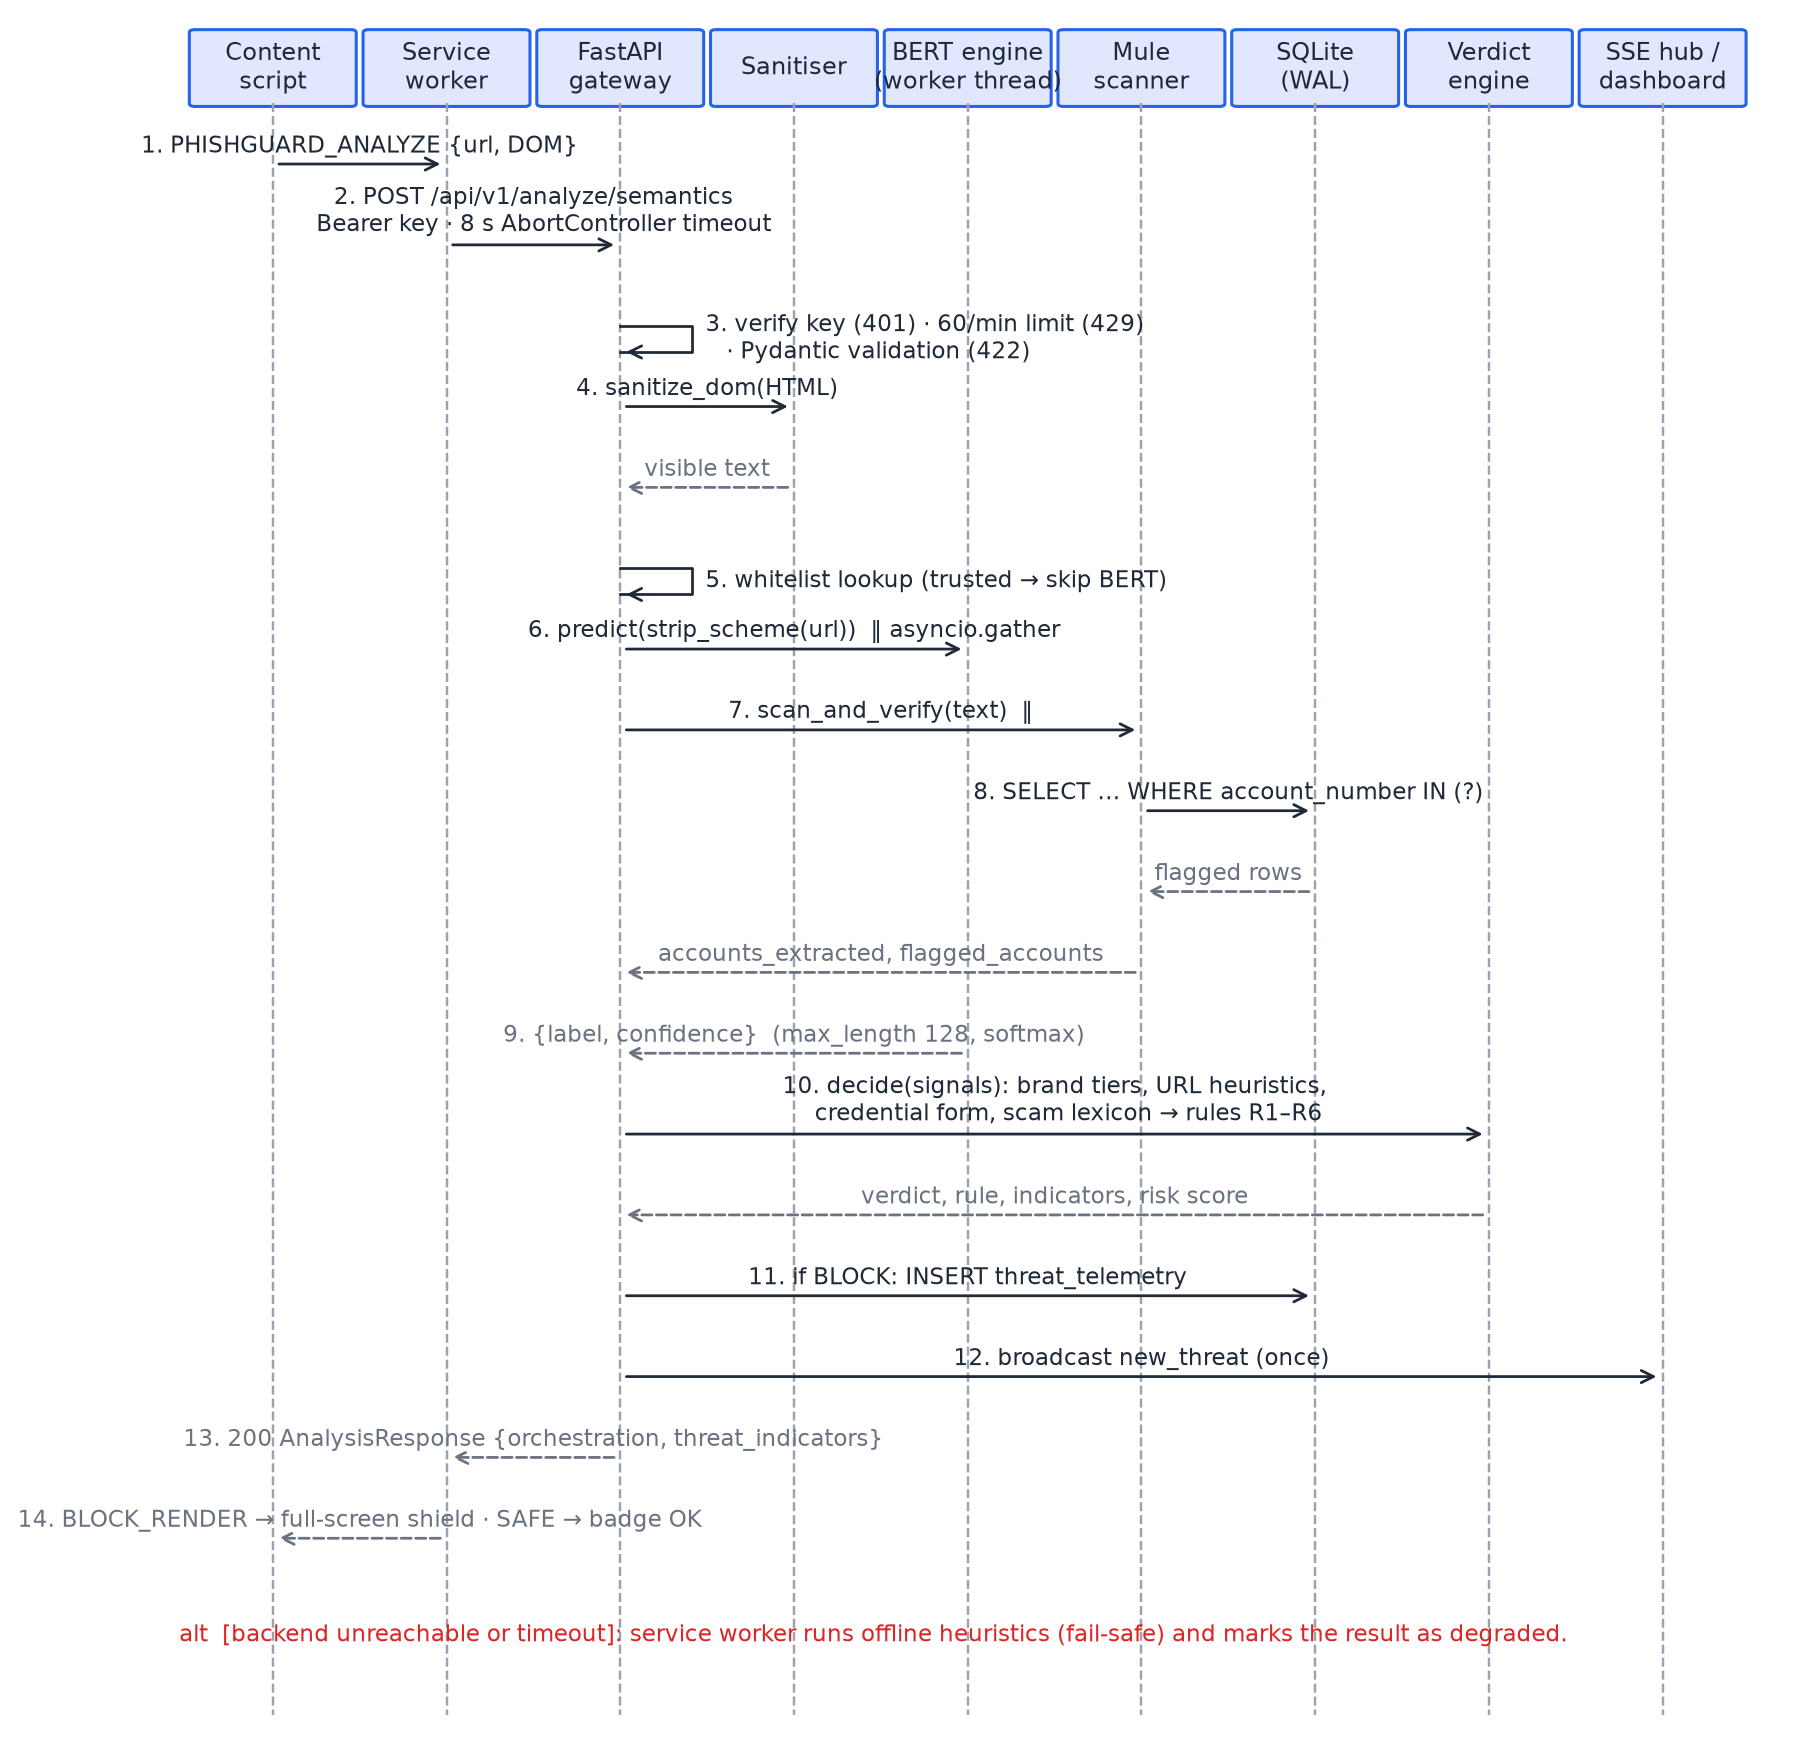 Content
script
Service
worker
FastAPI
gateway
Sanitiser
BERT engine
(worker thread)
Mule
scanner
SQLite
(WAL)
Verdict
engine
SSE hub /
dashboard
1. PHISHGUARD_ANALYZE {url, DOM}
2. POST /api/v1/analyze/semantics
Bearer key · 8 s AbortController timeout
3. verify key (401) · 60/min limit (429)
· Pydantic validation (422)
4. sanitize_dom(HTML)
visible text
5. whitelist lookup (trusted → skip BERT)
6. predict(strip_scheme(url)) ∥ asyncio.gather
7. scan_and_verify(text) ∥
8. SELECT … WHERE account_number IN (?)
flagged rows
accounts_extracted, flagged_accounts
9. {label, confidence} (max_length 128, softmax)
10. decide(signals): brand tiers, URL heuristics,
credential form, scam lexicon → rules R1–R6
verdict, rule, indicators, risk score
11. if BLOCK: INSERT threat_telemetry
12. broadcast new_threat (once)
13. 200 AnalysisResponse {orchestration, threat_indicators}
14. BLOCK_RENDER → full-screen shield · SAFE → badge OK
alt [backend unreachable or timeout]: service worker runs offline heuristics (fail-safe) and marks the result as degraded.